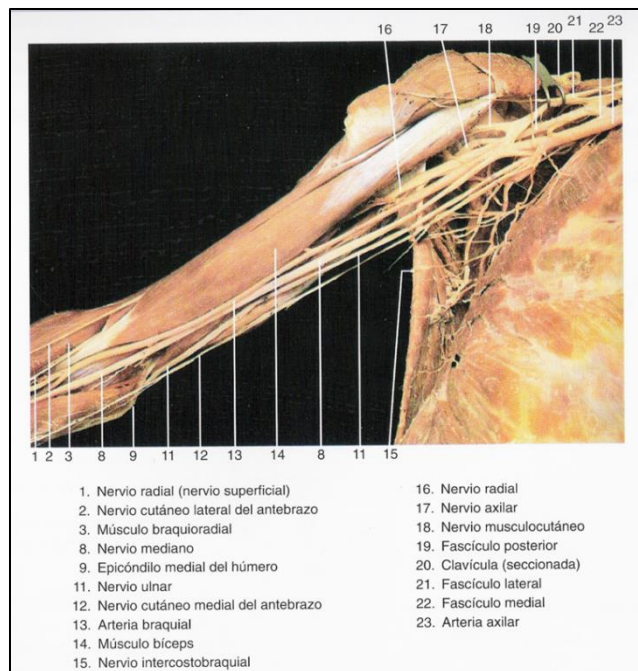 16 17 18 19 20 21 22 23
1 2 3 8 9 11 12 13 14 8 11 15
1. Nervio radial (nervio superficial)
2. Nervio cutáneo lateral del antebrazo
3. Músculo braquioradial
8. Nervio mediano
9. Epicóndilo medial del húmero
11. Nervio ulnar
12. Nervio cutáneo medial del antebrazo
13. Arteria braquial
14. Músculo bíceps
15. Nervio intercostobraquial
16. Nervio radial
17. Nervio axilar
18. Nervio musculocutáneo
19. Fascículo posterior
20. Clavícula (seccionada)
21. Fascículo lateral
22. Fascículo medial
23. Arteria axilar